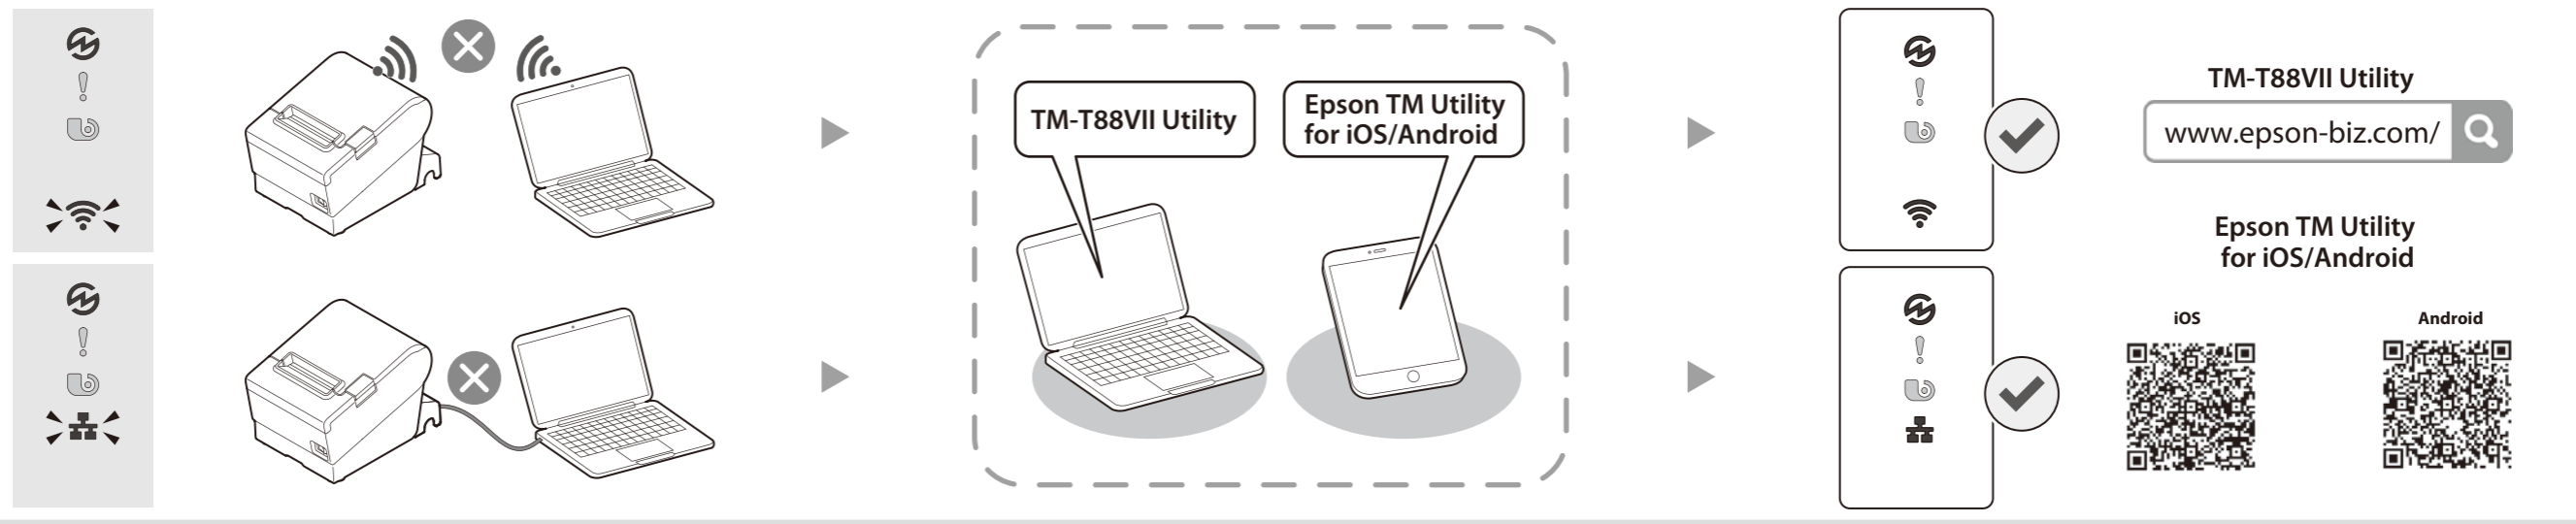 TM-T88VII Utility
Epson TM Utility
for iOS/Android
TM-T88VII Utility
www.epson-biz.com/
Epson TM Utility
for iOS/Android
iOS
Android